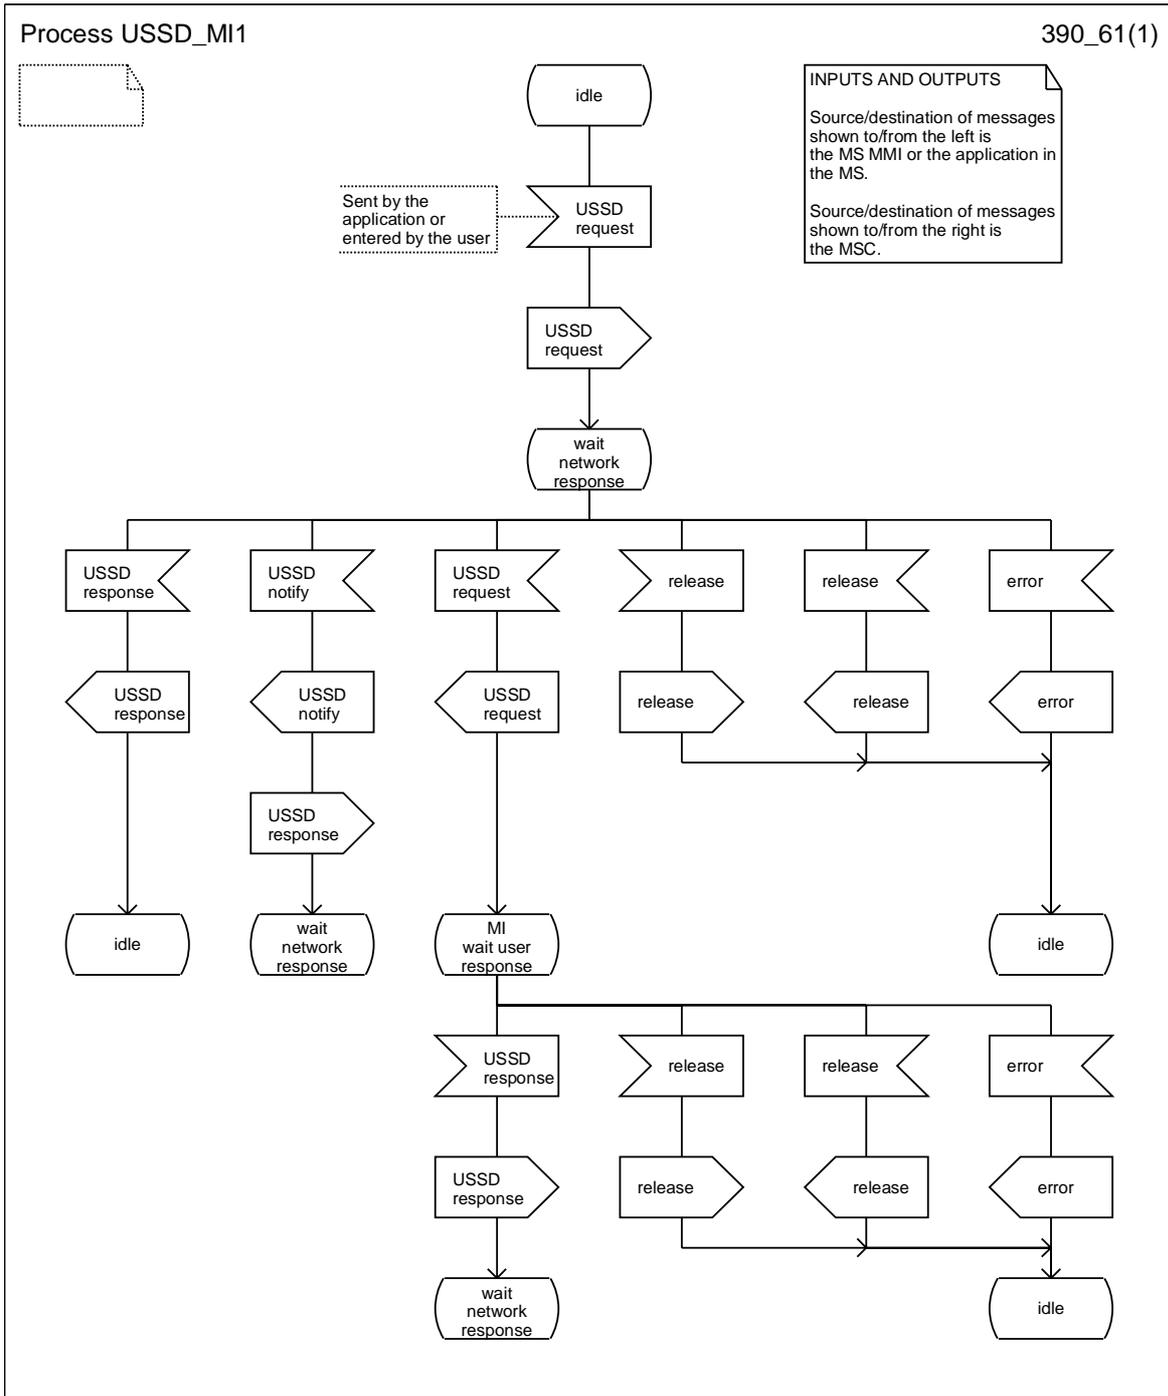 Process USSD_MI1
390_61(1)
idle
INPUTS AND OUTPUTS
Source/destination of messages
shown to/from the left is
the MS MMI or the application in
the MS.
Source/destination of messages
shown to/from the right is
the MSC.
Sent by the
application or
entered by the user
USSD
request
USSD
request
wait
network
response
USSD
response
USSD
notify
USSD
request
release
release
error
USSD
response
USSD
notify
USSD
request
release
release
error
USSD
response
idle
wait
network
response
MI
wait user
response
idle
USSD
response
release
release
error
USSD
response
release
release
error
wait
network
response
idle